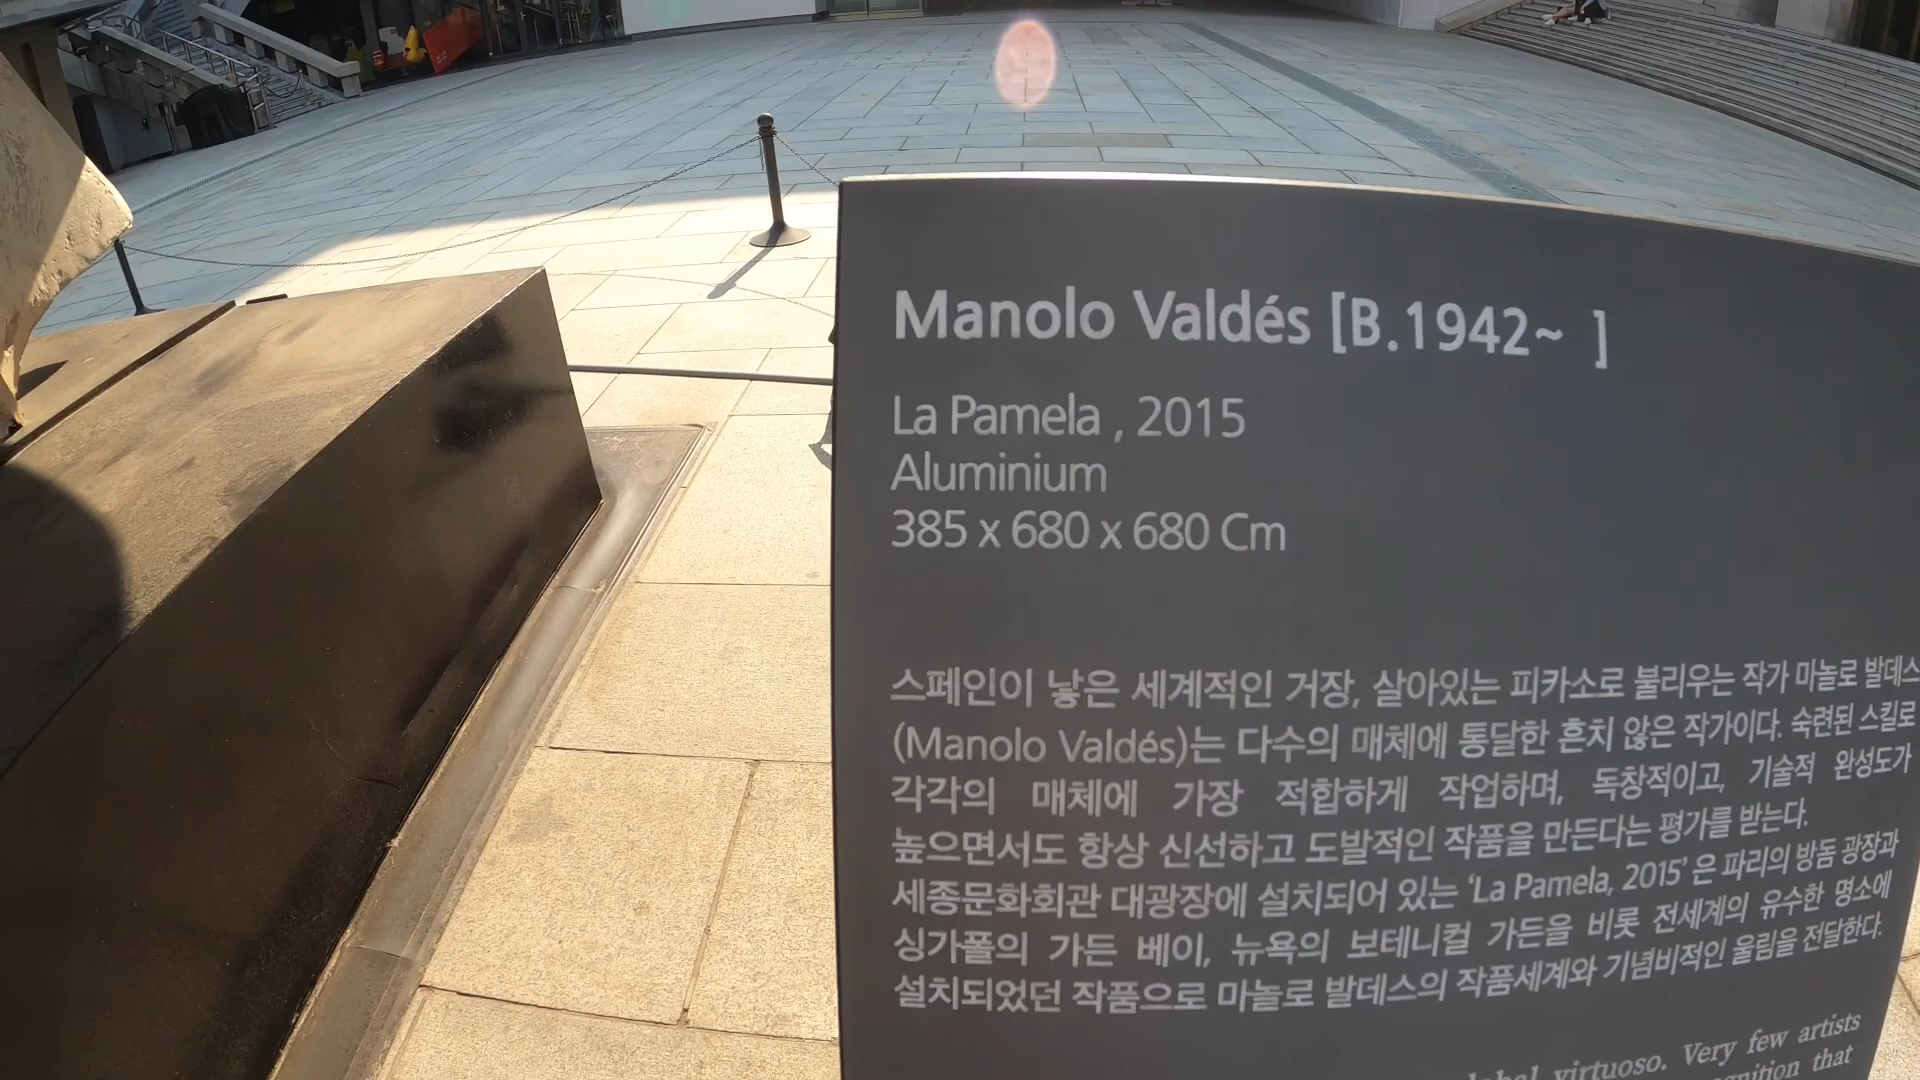 Manolo Valdés [B.1942~ ]
La Pamela , 2015
Aluminium
385 x 680 x 680 Cm
스페인이 낳은 세계적인 거장, 살아있는 피카소로 불리우는 작가 마놀로 발데스
(Manolo Valdés)는 다수의 매체에 통달한 흔치 않은 작가이다. 숙련된 스킬로
각각의 매체에 가장 적합하게 작업하며, 독창적이고, 기술적 완성도가
높으면서도 항상 신선하고 도발적인 작품을 만든다는 평가를 받는다.
세종문화회관 대광장에 설치되어 있는 ‘La Pamela, 2015’ 은 파리의 방돔 광장과
싱가폴의 가든 베이, 뉴욕의 보테니컬 가든을 비롯 전세계의 유수한 명소에
설치되었던 작품으로 마놀로 발데스의 작품세계와 기념비적인 울림을 전달한다.
virtuoso. Very few artists
that